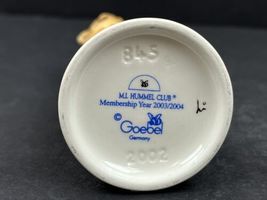 845
M.I. HUMMEL CLUB®
Membership Year 2003/2004
© Goebel
Germany
2002